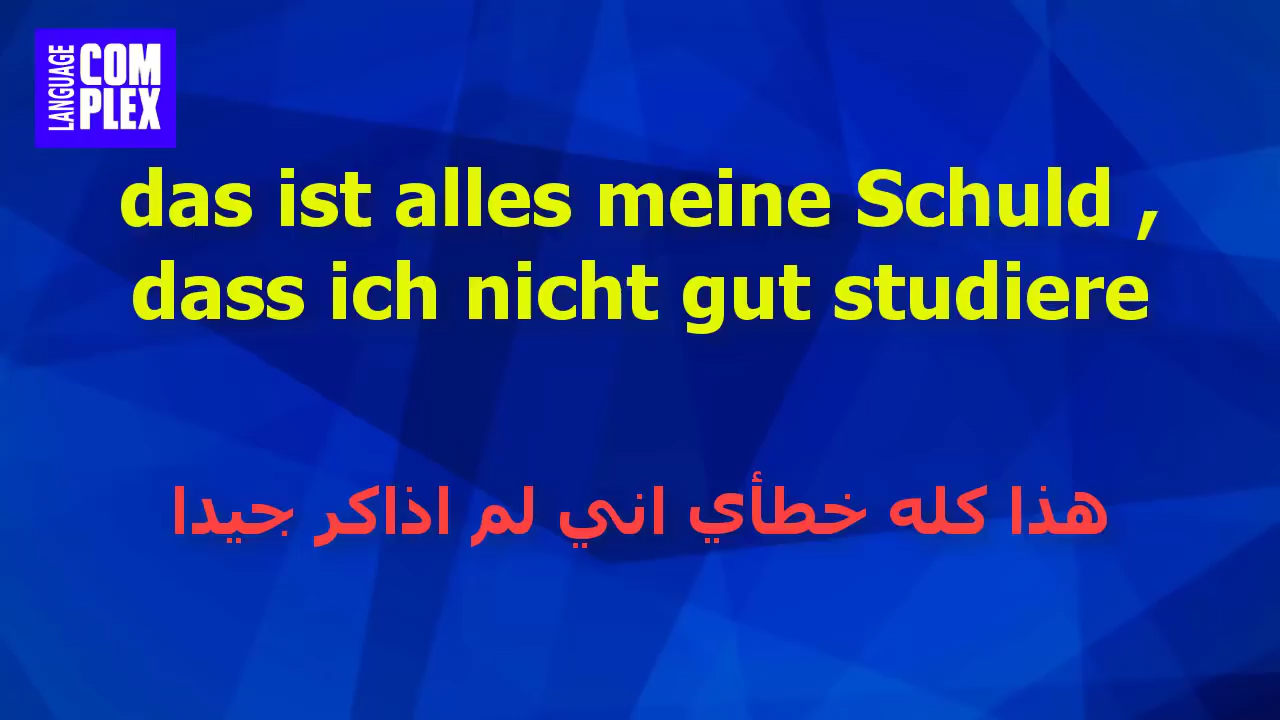 LANGUAGE
COM
PLEX
das ist alles meine Schuld ,
dass ich nicht gut studiere
هذا كله خطأي اني لم اذاكر جيدا